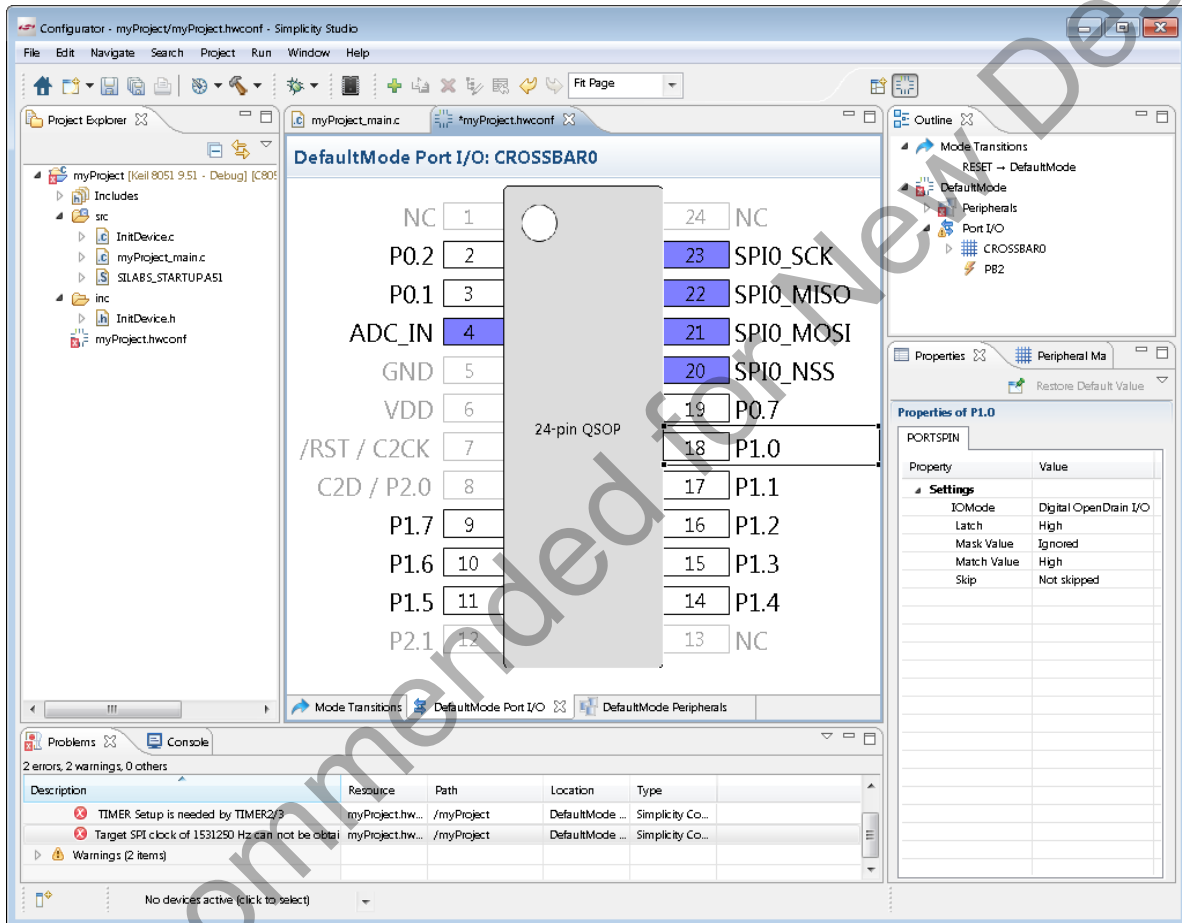 Configurator - myProject/myProject.hwconf - Simplicity Studio
File Edit Navigate Search Project Run Window Help
Fit Page
Project Explorer
myProject [Keil 8051 9.51 - Debug] [C805
Includes
src
InitDevice.c
myProject_main.c
SILABS_STARTUP.A51
inc
InitDevice.h
myProject.hwconf
myProject_main.c *myProject.hwconf
DefaultMode Port I/O: CROSSBAR0
NC 1 24 NC
P0.2 2 23 SPI0_SCK
P0.1 3 22 SPI0_MISO
ADC_IN 4 21 SPI0_MOSI
GND 5 20 SPI0_NSS
VDD 6 19 P0.7
24-pin QSOP
/RST / C2CK 7 18 P1.0
C2D / P2.0 8 17 P1.1
P1.7 9 16 P1.2
P1.6 10 15 P1.3
P1.5 11 14 P1.4
P2.1 12 13 NC
Mode Transitions DefaultMode Port I/O DefaultMode Peripherals
Outline
Mode Transitions
RESET → DefaultMode
DefaultMode
Peripherals
Port I/O
CROSSBAR0
PB2
Properties Peripheral Ma
Restore Default Value
Properties of P1.0
PORTSPIN
Property Value
Settings
IOMode Digital OpenDrain I/O
Latch High
Mask Value Ignored
Match Value High
Skip Not skipped
Problems Console
2 errors, 2 warnings, 0 others
Description Resource Path Location Type
TIMER Setup is needed by TIMER2/3 myProject.hw... /myProject DefaultMode ... Simplicity Co...
Target SPI clock of 1531250 Hz can not be obtai myProject.hw... /myProject DefaultMode ... Simplicity Co...
Warnings (2 items)
No devices active (click to select)
ommended for New Des